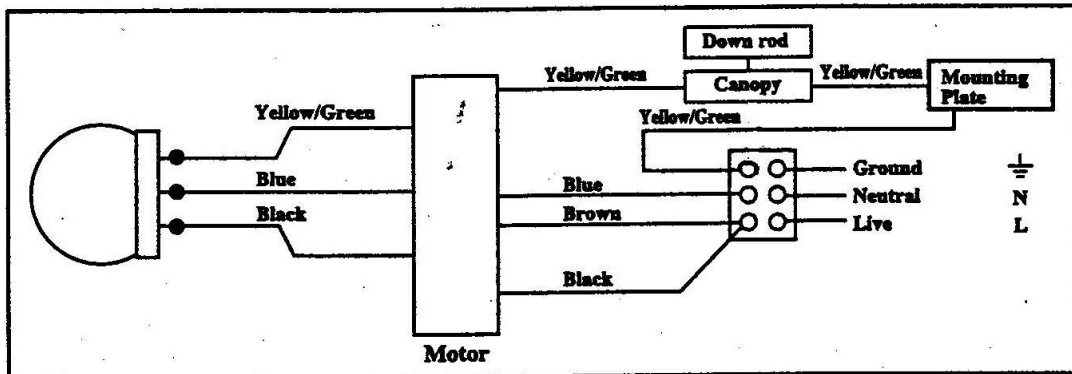 Down rod
Yellow/Green
Canopy
Yellow/Green
Mounting
Plate
Yellow/Green
Yellow/Green
Ground
Blue
Blue
Neutral
N
Black
Brown
Live
L
Black
Motor